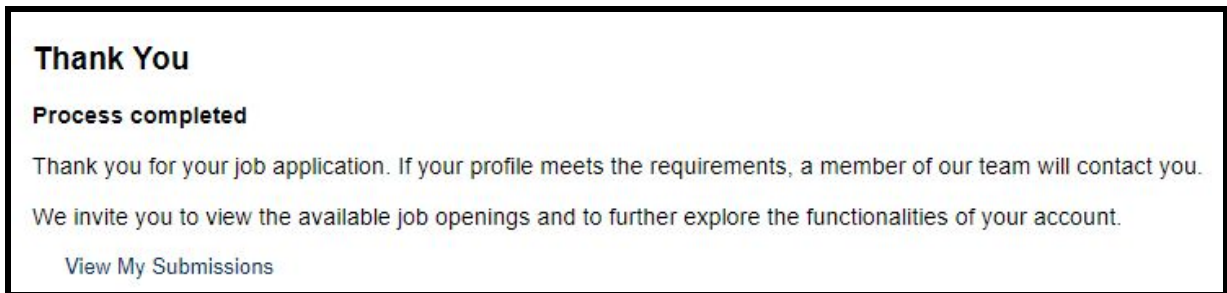 Thank You
Process completed
Thank you for your job application. If your profile meets the requirements, a member of our team will contact you.
We invite you to view the available job openings and to further explore the functionalities of your account.
View My Submissions